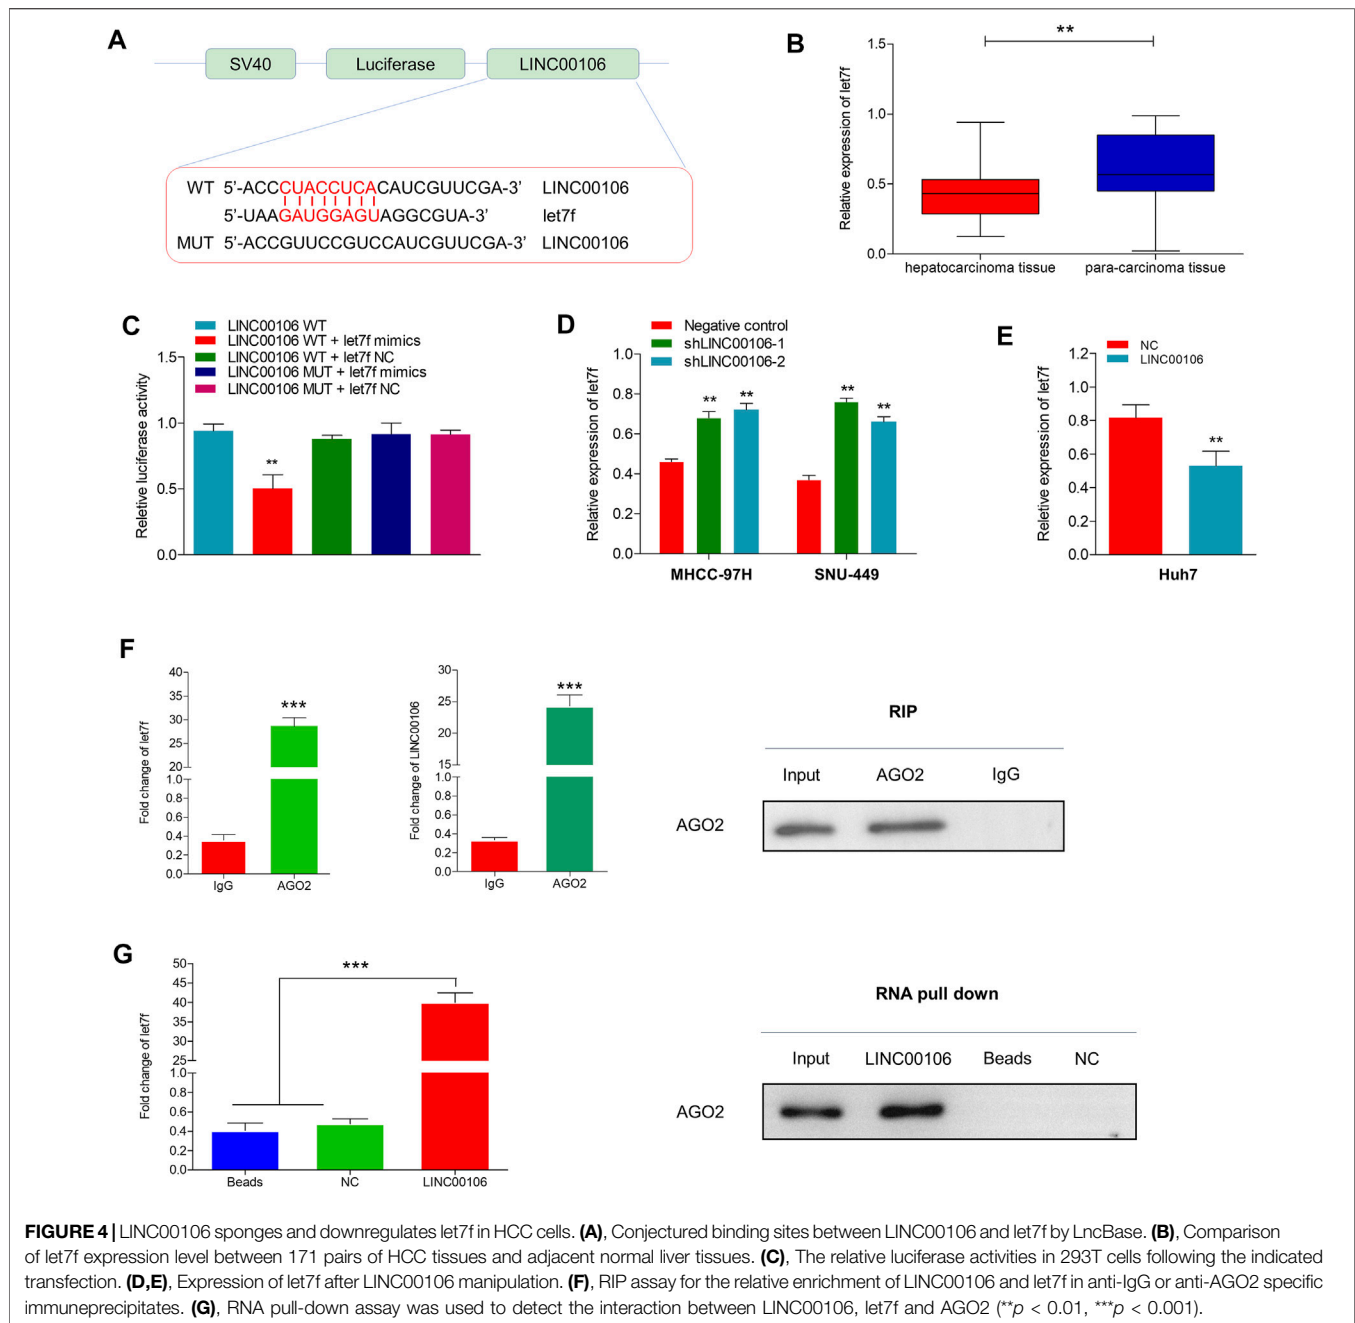 A
SV40 Luciferase LINC00106
WT 5'-ACCCUACCUCACAUCGUUCGA-3' LINC00106
5'-UAAGAUGGAGUAGGCGUA-3' let7f
MUT 5'-ACCGUUCCGUCCAUCGUUCGA-3' LINC00106
B
**
Relative expression of let7f
1.5
1.0
0.5
0.0
hepatocarcinoma tissue para-carcinoma tissue
C
LINC00106 WT
LINC00106 WT + let7f mimics
LINC00106 WT + let7f NC
LINC00106 MUT + let7f mimics
LINC00106 MUT + let7f NC
Reletive luciferase activity
1.5
1.0
0.5
0.0
**
D
Negative control
shLINC00106-1
shLINC00106-2
Relative expression of let7f
1.0
0.8
0.6
0.4
0.2
0.0
** ** ** **
MHCC-97H SNU-449
E
NC
LINC00106
Reletive expression of let7f
1.2
1.0
0.8
0.6
0.4
0.2
0.0
**
Huh7
F
Fold change of let7f
40
35
30
25
20
1.0
0.8
0.6
0.4
0.2
0.0
***
IgG AGO2
Fold change of LINC00106
30
25
20
15
1.0
0.8
0.6
0.4
0.2
0.0
***
IgG AGO2
RIP
Input AGO2 IgG
AGO2
G
Fold change of let7f
50
45
40
35
30
25
1.0
0.8
0.6
0.4
0.2
0.0
***
Beads NC LINC00106
RNA pull down
Input LINC00106 Beads NC
AGO2
FIGURE 4 | LINC00106 sponges and downregulates let7f in HCC cells. (A), Conjectured binding sites between LINC00106 and let7f by LncBase. (B), Comparison
of let7f expression level between 171 pairs of HCC tissues and adjacent normal liver tissues. (C), The relative luciferase activities in 293T cells following the indicated
transfection. (D,E), Expression of let7f after LINC00106 manipulation. (F), RIP assay for the relative enrichment of LINC00106 and let7f in anti-IgG or anti-AGO2 specific
immuneprecipitates. (G), RNA pull-down assay was used to detect the interaction between LINC00106, let7f and AGO2 (**p < 0.01, ***p < 0.001).